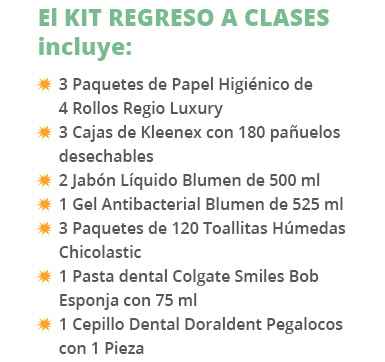 El KIT REGRESO A CLASES
incluye:
3 Paquetes de Papel Higiénico de
4 Rollos Regio Luxury
3 Cajas de Kleenex con 180 pañuelos
desechables
2 Jabón Líquido Blumen de 500 ml
1 Gel Antibacterial Blumen de 525 ml
3 Paquetes de 120 Toallitas Húmedas
Chicolastic
1 Pasta dental Colgate Smiles Bob
Esponja con 75 ml
1 Cepillo Dental Doraldent Pegalocos
con 1 Pieza